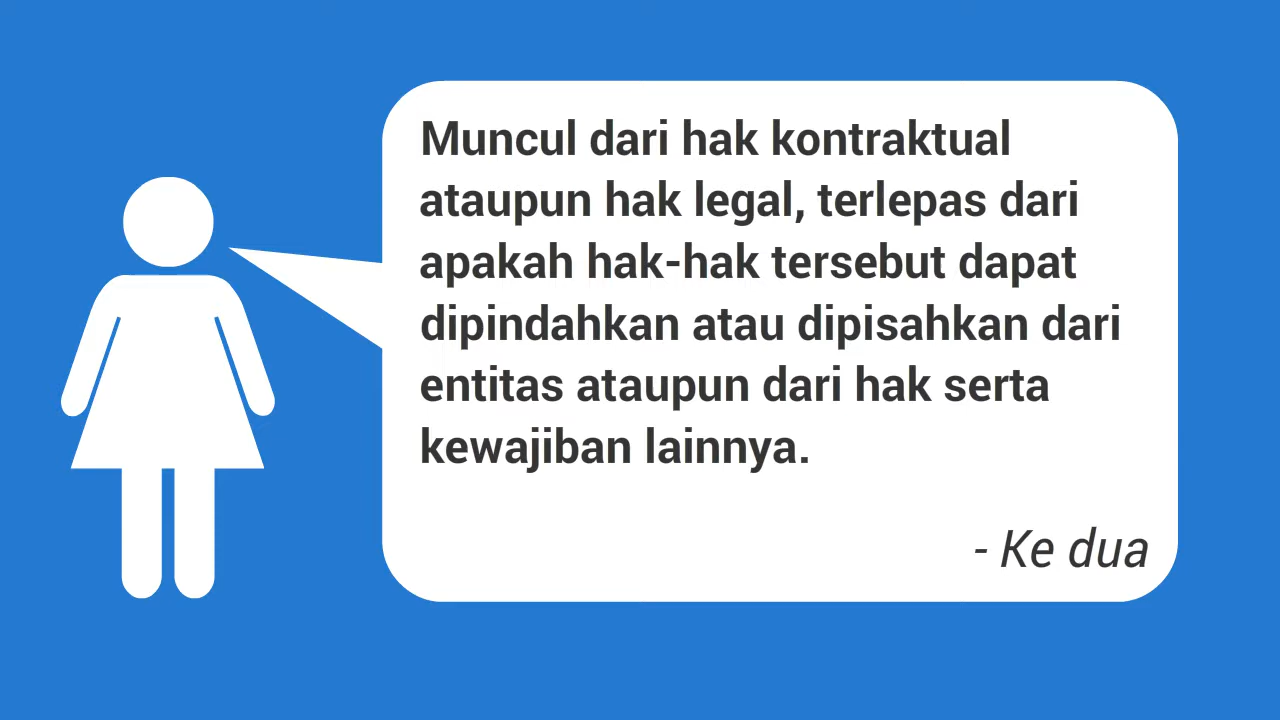 Muncul dari hak kontraktual
ataupun hak legal, terlepas dari
apakah hak-hak tersebut dapat
dipindahkan atau dipisahkan dari
entitas ataupun dari hak serta
kewajiban lainnya.
- Ke dua